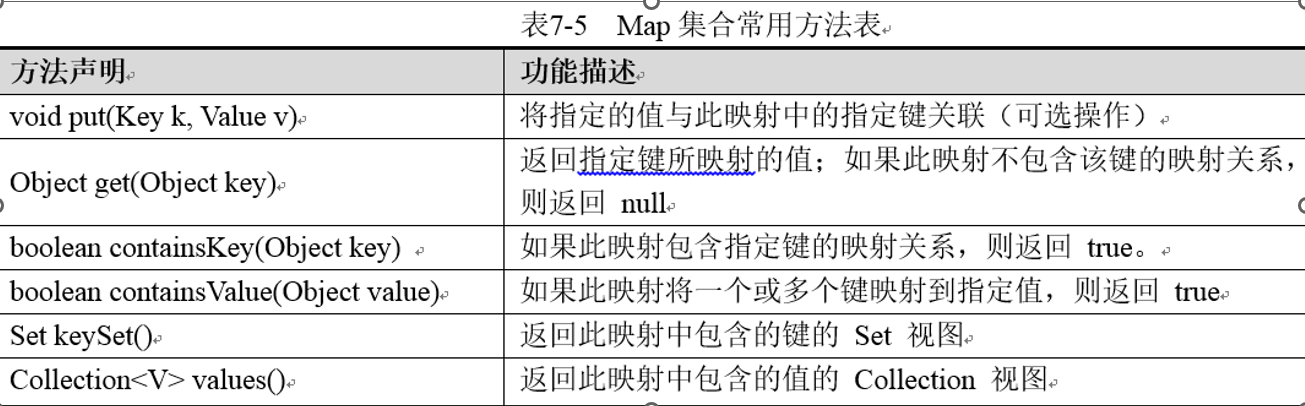 表7-5 Map 集合常用方法表
方法声明 功能描述
void put(Key k, Value v) 将指定的值与此映射中的指定键关联（可选操作）
Object get(Object key) 返回指定键所映射的值；如果此映射不包含该键的映射关系，
则返回 null
boolean containsKey(Object key) 如果此映射包含指定键的映射关系，则返回 true。
boolean containsValue(Object value) 如果此映射将一个或多个键映射到指定值，则返回 true
Set keySet() 返回此映射中包含的键的 Set 视图
Collection<V> values() 返回此映射中包含的值的 Collection 视图